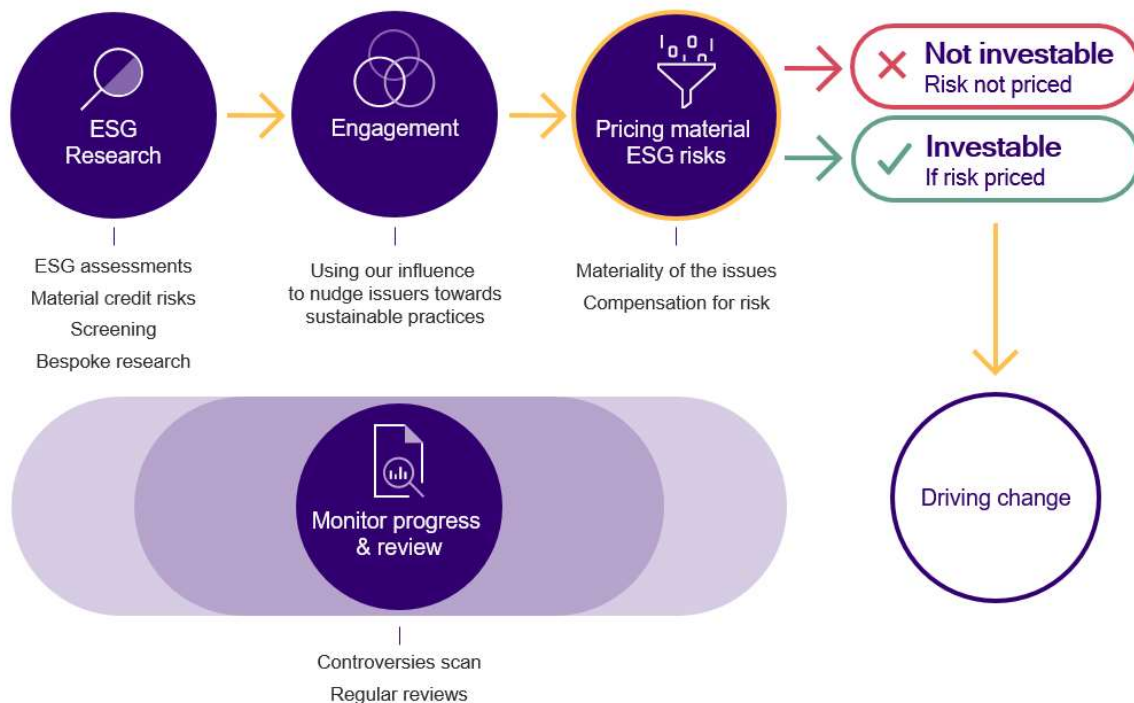 ESG
Research
Engagement
Pricing material
ESG risks
Not investable
Risk not priced
Investable
If risk priced
ESG assessments
Material credit risks
Screening
Bespoke research
Using our influence
to nudge issuers towards
sustainable practices
Materiality of the issues
Compensation for risk
Monitor progress
& review
Driving change
Controversies scan
Regular reviews